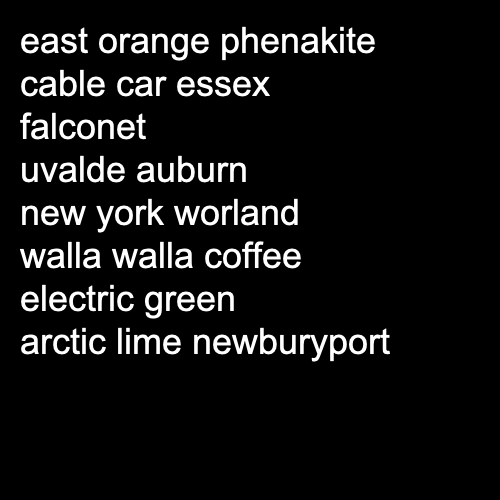 east orange phenakite
cable car essex
falconet
uvalde auburn
new york worland
walla walla coffee
electric green
arctic lime newburyport